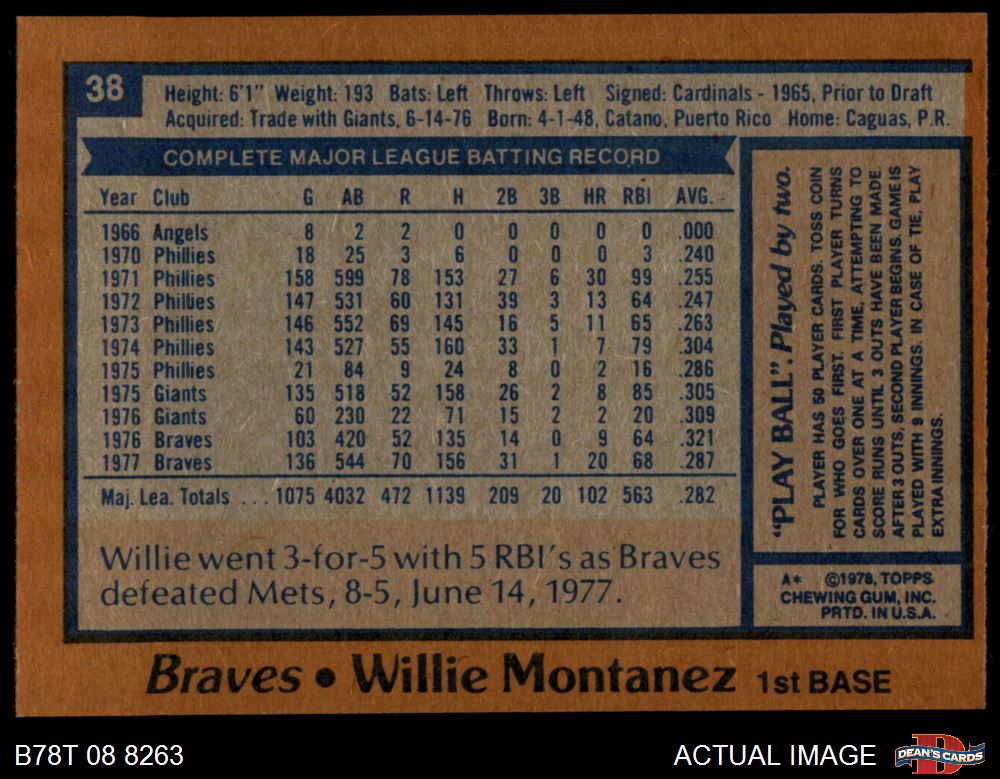 38
Height: 6'1" Weight: 193 Bats: Left Throws: Left Signed: Cardinals - 1965, Prior to Draft
Acquired: Trade with Giants, 6-14-76 Born: 4-1-48, Catano, Puerto Rico Home: Caguas, P.R.
COMPLETE MAJOR LEAGUE BATTING RECORD
Year Club G AB R H 2B 3B HR RBI AVG.
1966 Angels 8 2 2 0 0 0 0 0 .000
1970 Phillies 18 25 3 6 0 0 0 3 .240
1971 Phillies 158 599 78 153 27 6 30 99 .255
1972 Phillies 147 531 60 131 39 3 13 64 .247
1973 Phillies 146 552 69 145 16 5 11 65 .263
1974 Phillies 143 527 55 160 33 1 7 79 .304
1975 Phillies 21 84 9 24 8 0 2 16 .286
1975 Giants 135 518 52 158 26 2 8 85 .305
1976 Giants 60 230 22 71 15 2 2 20 .309
1976 Braves 103 420 52 135 14 0 9 64 .321
1977 Braves 136 544 70 156 31 1 20 68 .287
Maj. Lea. Totals ... 1075 4032 472 1139 209 20 102 563 .282
Willie went 3-for-5 with 5 RBI's as Braves
defeated Mets, 8-5, June 14, 1977.
"PLAY BALL". Played by two.
PLAYER HAS 50 PLAYER CARDS. TOSS COIN
FOR WHO GOES FIRST. FIRST PLAYER TURNS
CARDS OVER ONE AT A TIME, ATTEMPTING TO
SCORE RUNS UNTIL 3 OUTS HAVE BEEN MADE.
AFTER 3 OUTS, SECOND PLAYER BEGINS. GAME IS
PLAYED WITH 9 INNINGS. IN CASE OF TIE, PLAY
EXTRA INNINGS.
A* ©1978, TOPPS
CHEWING GUM, INC.
PRTD. IN U.S.A.
Braves • Willie Montanez 1st BASE
B78T 08 8263
ACTUAL IMAGE
DEAN'S CARDS